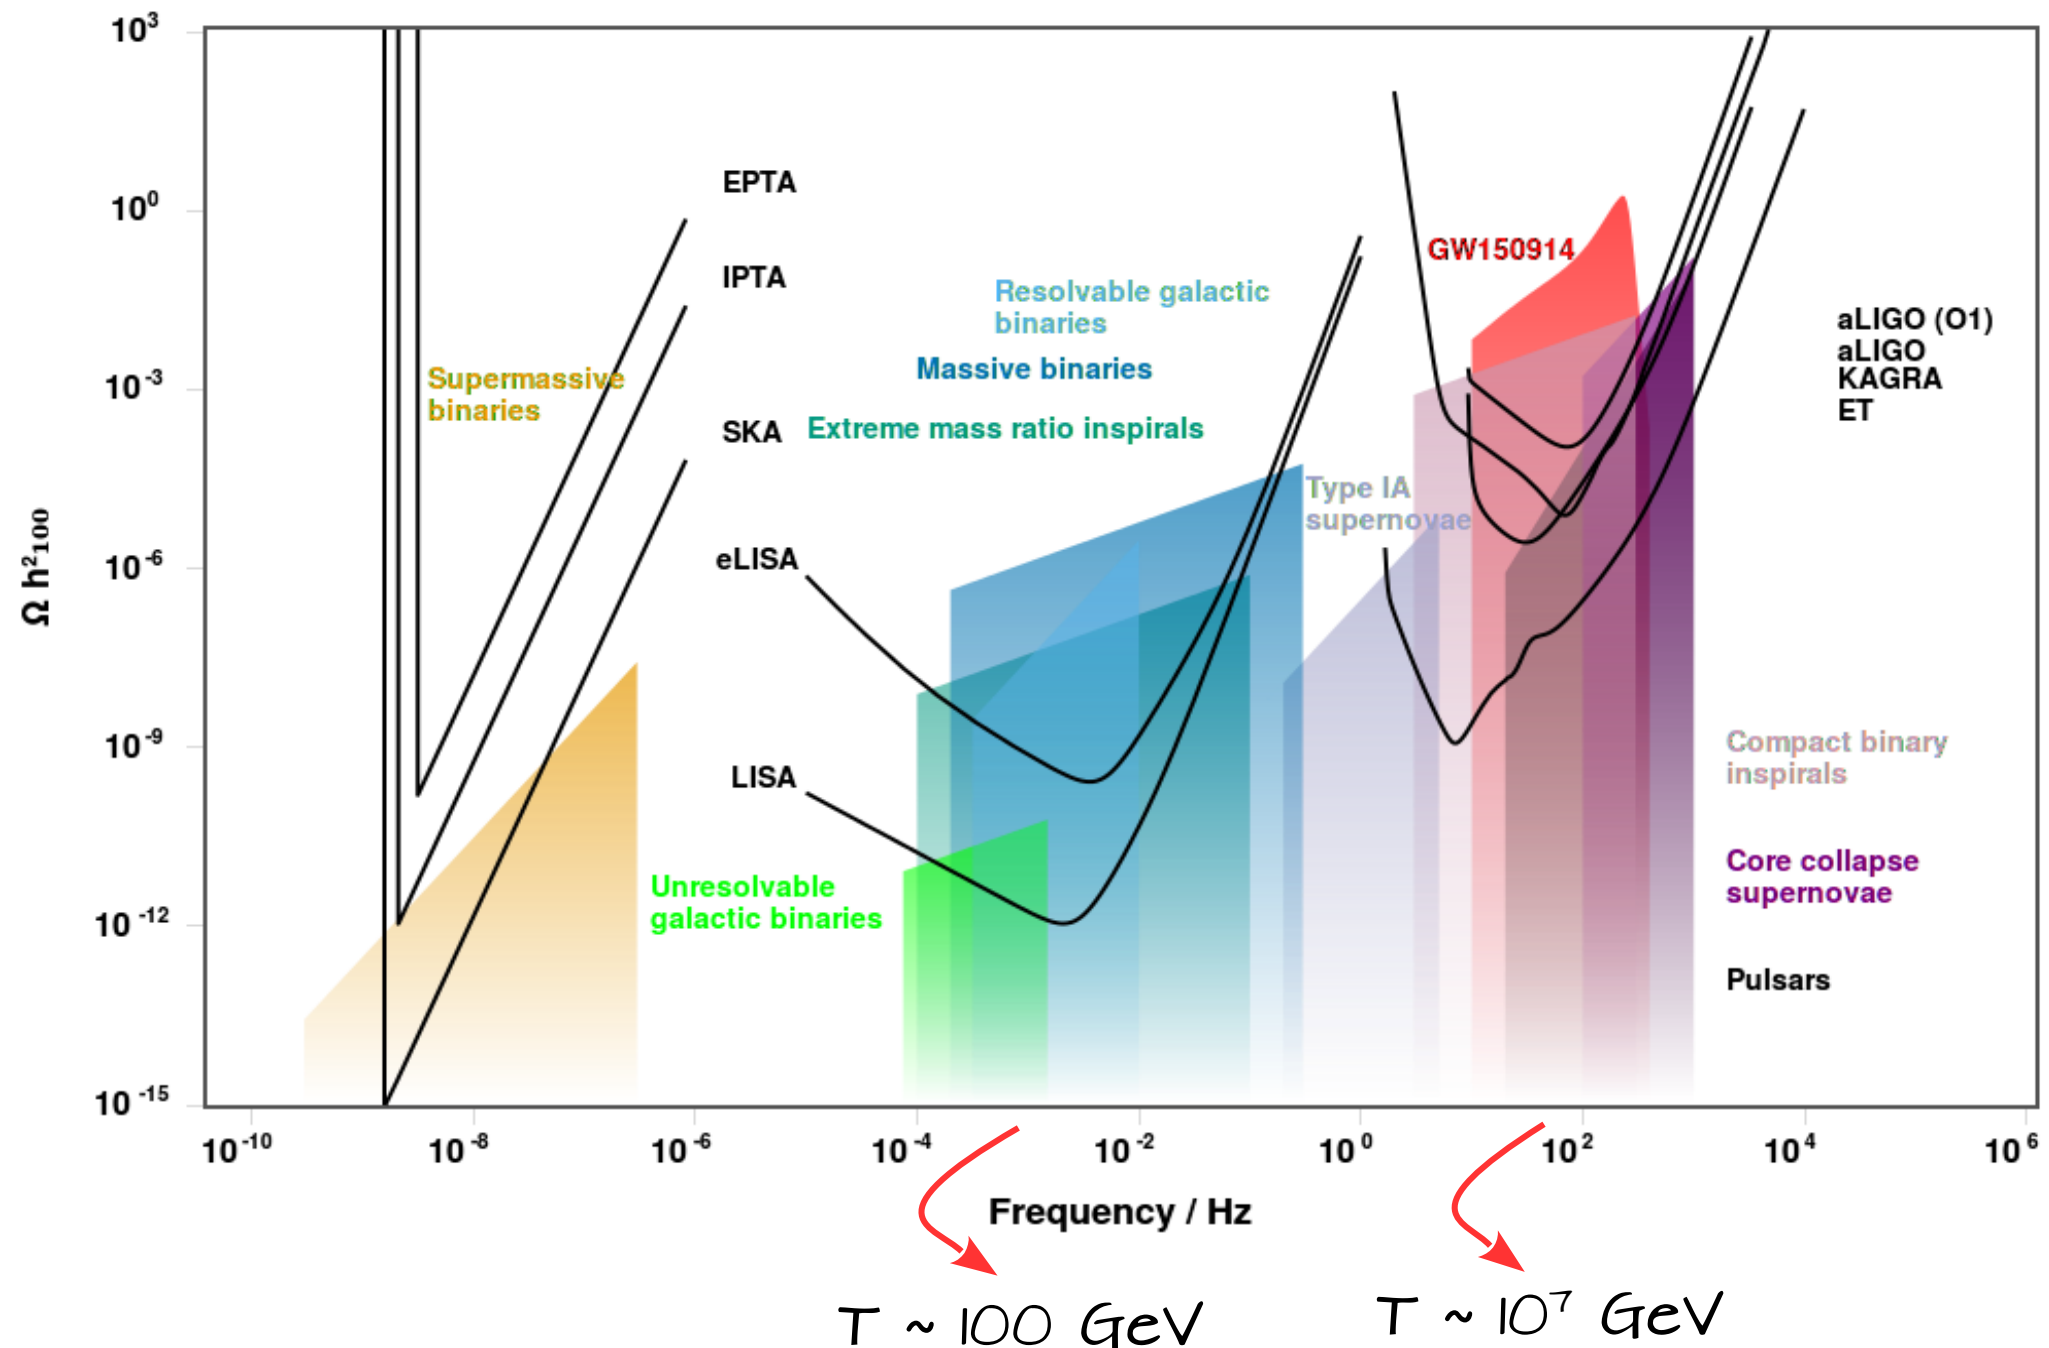 10³
10⁰
10⁻³
10⁻⁶
10⁻⁹
10⁻¹²
10⁻¹⁵
Ω h²₁₀₀
EPTA
IPTA
SKA
eLISA
LISA
Supermassive
binaries
Resolvable galactic
binaries
Massive binaries
Extreme mass ratio inspirals
Unresolvable
galactic binaries
Type IA
supernovae
GW150914
aLIGO (O1)
aLIGO
KAGRA
ET
Compact binary
inspirals
Core collapse
supernovae
Pulsars
10⁻¹⁰ 10⁻⁸ 10⁻⁶ 10⁻⁴ 10⁻² 10⁰ 10² 10⁴ 10⁶
Frequency / Hz
T ~ 100 GeV
T ~ 10⁷ GeV